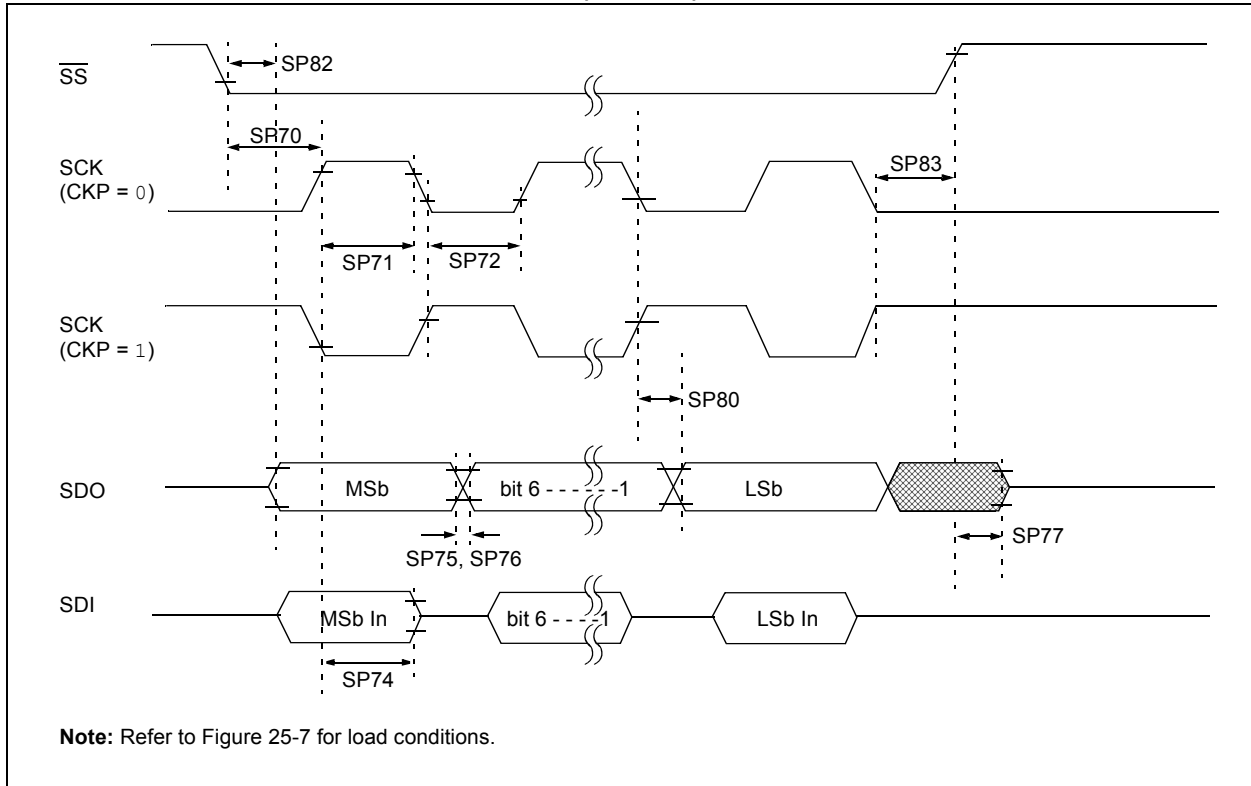 SS
SP82
SP70
SCK
(CKP = 0)
SP83
SP71
SP72
SCK
(CKP = 1)
SP80
SDO
MSb
bit 6 - - - - - -1
LSb
SP75, SP76
SP77
SDI
MSb In
bit 6 - - - -1
LSb In
SP74
Note: Refer to Figure 25-7 for load conditions.